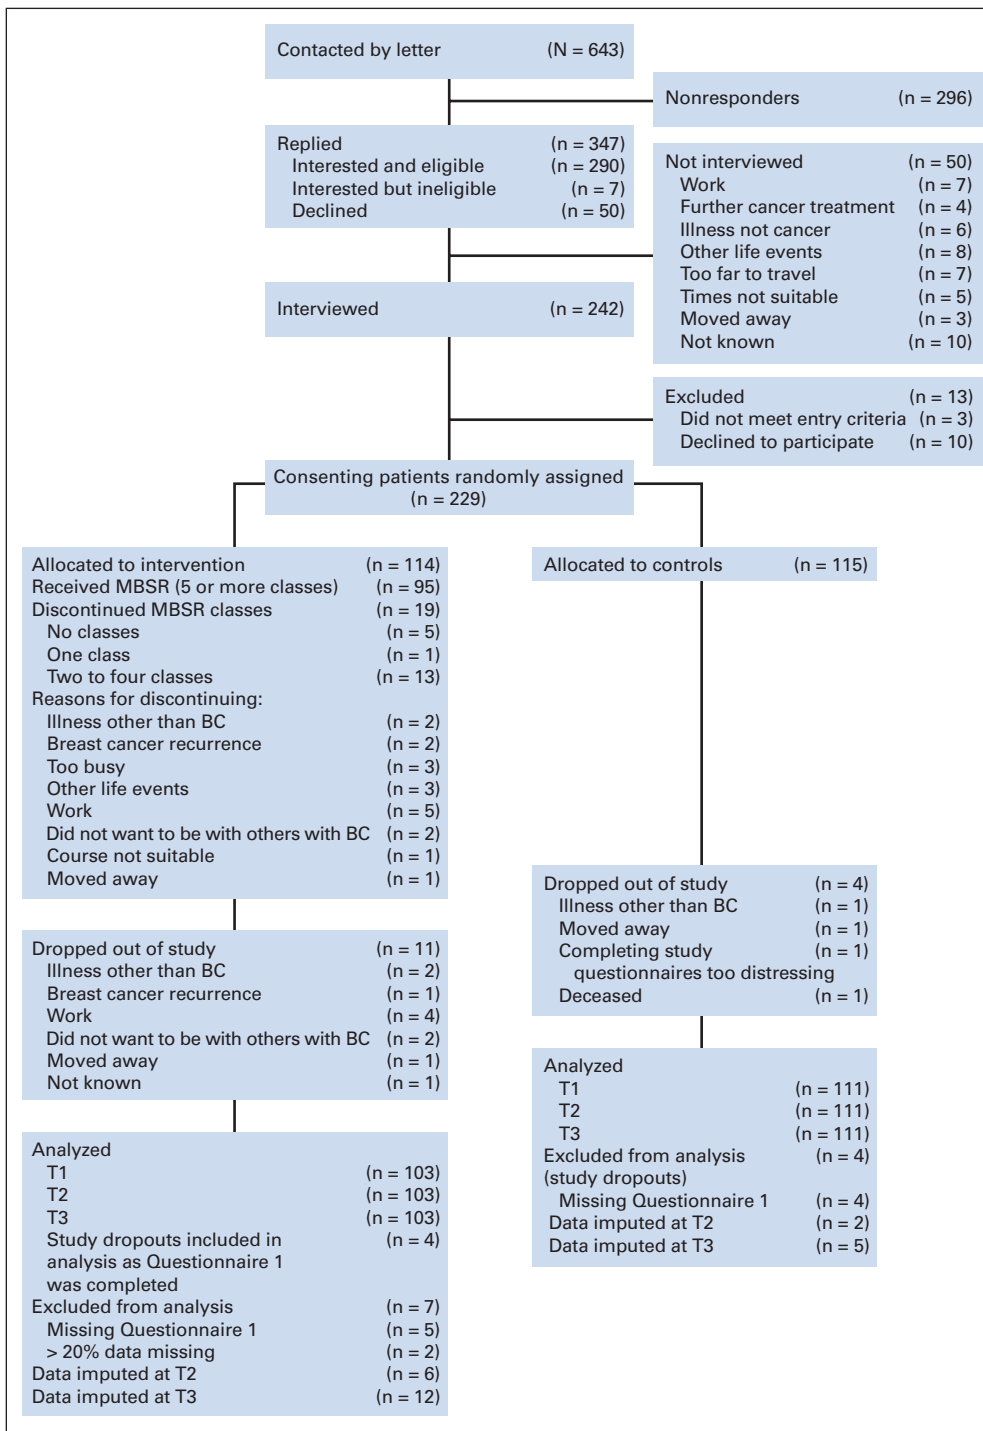 Contacted by letter (N = 643)
Nonresponders (n = 296)
Replied (n = 347)
Interested and eligible (n = 290)
Interested but ineligible (n = 7)
Declined (n = 50)
Not interviewed (n = 50)
Work (n = 7)
Further cancer treatment (n = 4)
Illness not cancer (n = 6)
Other life events (n = 8)
Too far to travel (n = 7)
Times not suitable (n = 5)
Moved away (n = 3)
Not known (n = 10)
Interviewed (n = 242)
Excluded (n = 13)
Did not meet entry criteria (n = 3)
Declined to participate (n = 10)
Consenting patients randomly assigned
(n = 229)
Allocated to intervention (n = 114)
Received MBSR (5 or more classes) (n = 95)
Discontinued MBSR classes (n = 19)
No classes (n = 5)
One class (n = 1)
Two to four classes (n = 13)
Reasons for discontinuing:
Illness other than BC (n = 2)
Breast cancer recurrence (n = 2)
Too busy (n = 3)
Other life events (n = 3)
Work (n = 5)
Did not want to be with others with BC (n = 2)
Course not suitable (n = 1)
Moved away (n = 1)
Dropped out of study (n = 11)
Illness other than BC (n = 2)
Breast cancer recurrence (n = 1)
Work (n = 4)
Did not want to be with others with BC (n = 2)
Moved away (n = 1)
Not known (n = 1)
Analyzed
T1 (n = 103)
T2 (n = 103)
T3 (n = 103)
Study dropouts included in (n = 4)
analysis as Questionnaire 1
was completed
Excluded from analysis (n = 7)
Missing Questionnaire 1 (n = 5)
> 20% data missing (n = 2)
Data imputed at T2 (n = 6)
Data imputed at T3 (n = 12)
Allocated to controls (n = 115)
Dropped out of study (n = 4)
Illness other than BC (n = 1)
Moved away (n = 1)
Completing study (n = 1)
questionnaires too distressing
Deceased (n = 1)
Analyzed
T1 (n = 111)
T2 (n = 111)
T3 (n = 111)
Excluded from analysis (n = 4)
(study dropouts)
Missing Questionnaire 1 (n = 4)
Data imputed at T2 (n = 2)
Data imputed at T3 (n = 5)